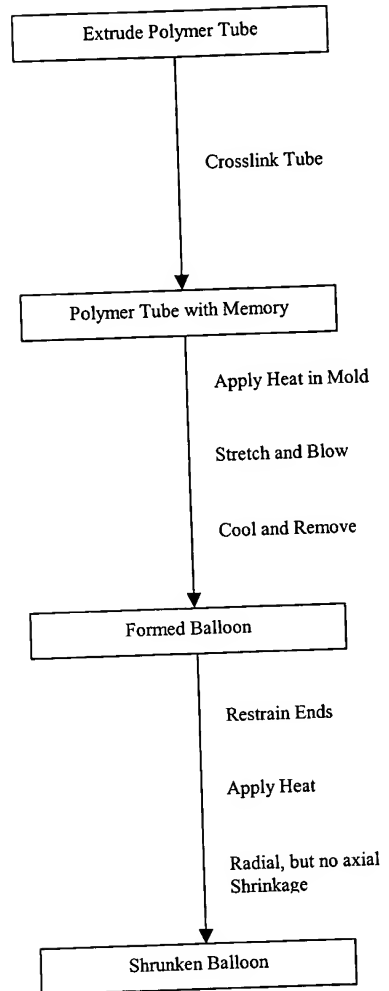 Extrude Polymer Tube
Crosslink Tube
Polymer Tube with Memory
Apply Heat in Mold
Stretch and Blow
Cool and Remove
Formed Balloon
Restrain Ends
Apply Heat
Radial, but no axial
Shrinkage
Shrunken Balloon